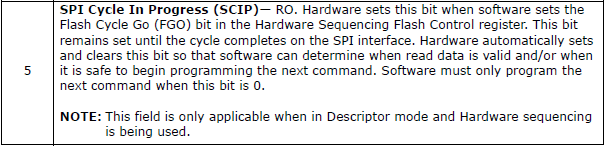 SPI Cycle In Progress (SCIP)— RO. Hardware sets this bit when software sets the
Flash Cycle Go (FGO) bit in the Hardware Sequencing Flash Control register. This bit
remains set until the cycle completes on the SPI interface. Hardware automatically sets
5
and clears this bit so that software can determine when read data is valid and/or when
it is safe to begin programming the next command. Software must only program the
next command when this bit is 0.
NOTE: This field is only applicable when in Descriptor mode and Hardware sequencing
is being used.